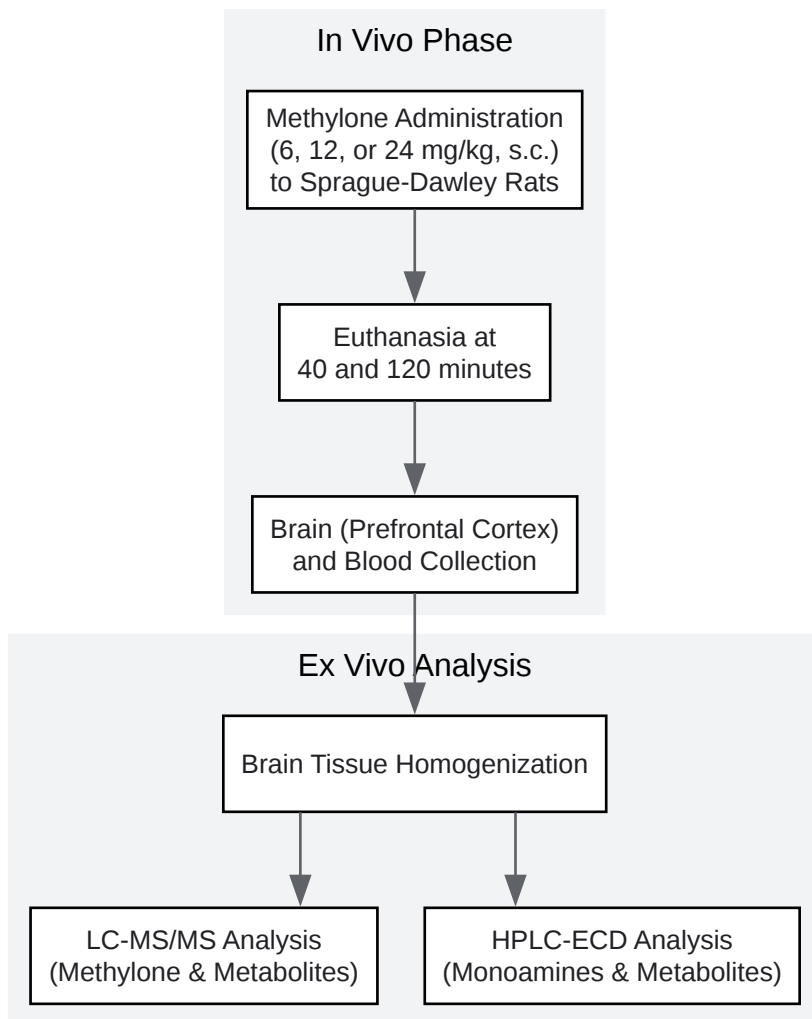 In Vivo Phase
Methylone Administration
(6, 12, or 24 mg/kg, s.c.)
to Sprague-Dawley Rats
Euthanasia at
40 and 120 minutes
Brain (Prefrontal Cortex)
and Blood Collection
Ex Vivo Analysis
Brain Tissue Homogenization
LC-MS/MS Analysis
(Methylone & Metabolites)
HPLC-ECD Analysis
(Monoamines & Metabolites)